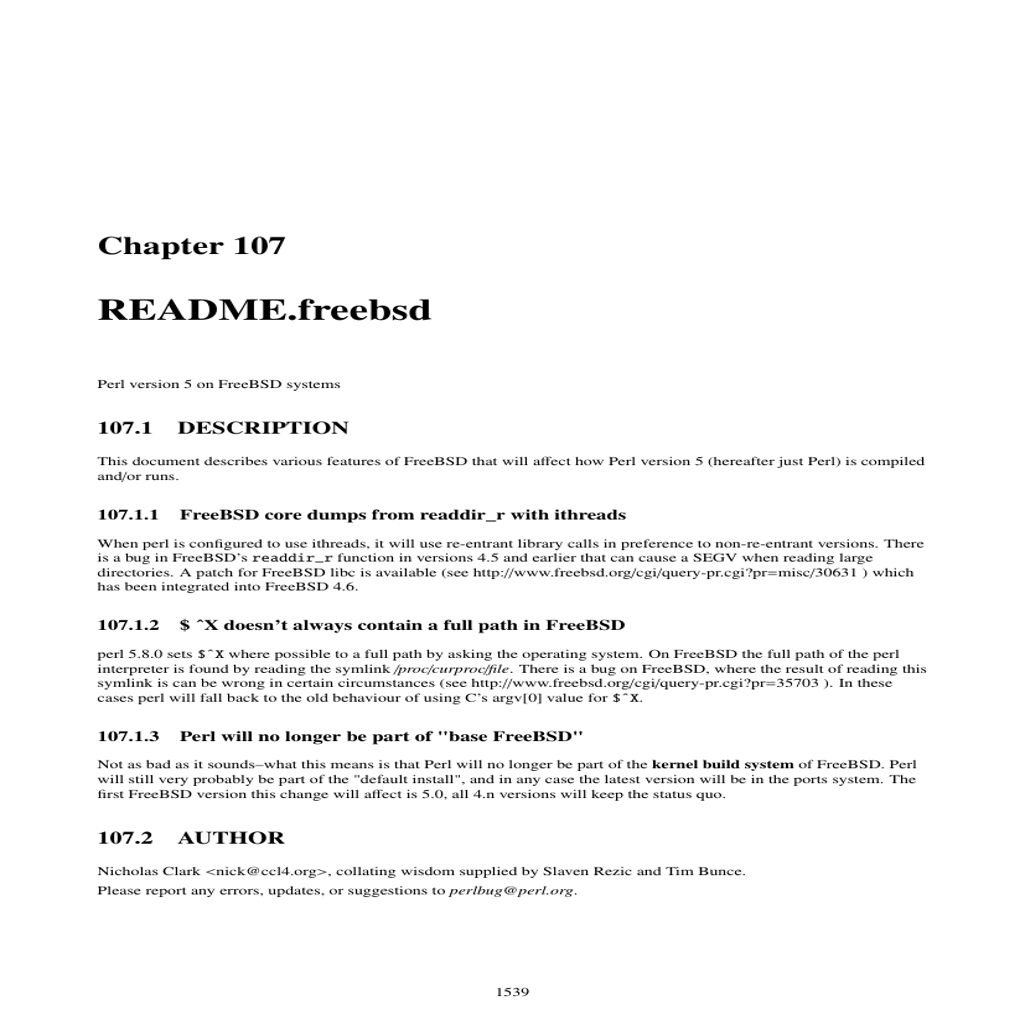 Chapter 107
README.freebsd
Perl version 5 on FreeBSD systems
107.1 DESCRIPTION
This document describes various features of FreeBSD that will affect how Perl version 5 (hereafter just Perl) is compiled
and/or runs.
107.1.1 FreeBSD core dumps from readdir_r with ithreads
When perl is configured to use ithreads, it will use re-entrant library calls in preference to non-re-entrant versions. There
is a bug in FreeBSD's readdir_r function in versions 4.5 and earlier that can cause a SEGV when reading large
directories. A patch for FreeBSD libc is available (see http://www.freebsd.org/cgi/query-pr.cgi?pr=misc/30631 ) which
has been integrated into FreeBSD 4.6.
107.1.2 $ ˆX doesn't always contain a full path in FreeBSD
perl 5.8.0 sets $ˆX where possible to a full path by asking the operating system. On FreeBSD the full path of the perl
interpreter is found by reading the symlink /proc/curproc/file. There is a bug on FreeBSD, where the result of reading this
symlink is can be wrong in certain circumstances (see http://www.freebsd.org/cgi/query-pr.cgi?pr=35703 ). In these
cases perl will fall back to the old behaviour of using C's argv[0] value for $ˆX.
107.1.3 Perl will no longer be part of "base FreeBSD"
Not as bad as it sounds–what this means is that Perl will no longer be part of the kernel build system of FreeBSD. Perl
will still very probably be part of the "default install", and in any case the latest version will be in the ports system. The
first FreeBSD version this change will affect is 5.0, all 4.n versions will keep the status quo.
107.2 AUTHOR
Nicholas Clark <nick@ccl4.org>, collating wisdom supplied by Slaven Rezic and Tim Bunce.
Please report any errors, updates, or suggestions to perlbug@perl.org.
1539